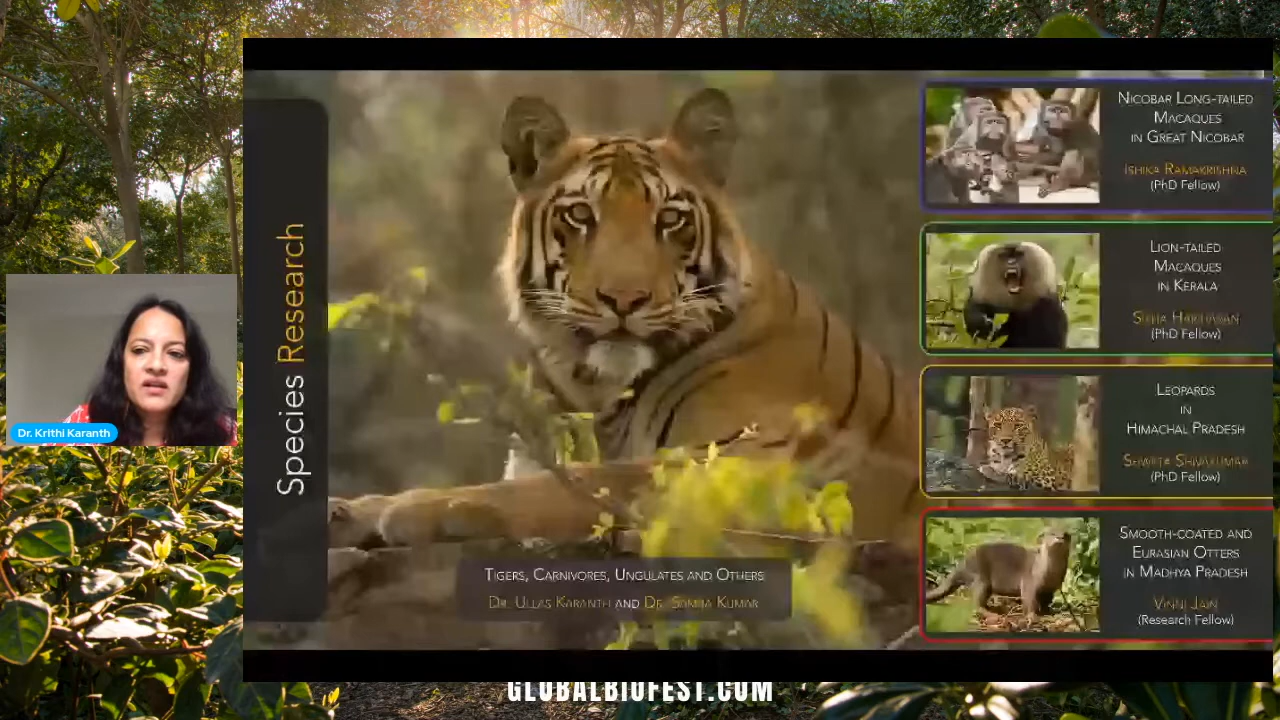 Species Research
NICOBAR LONG-TAILED
MACAQUES
IN GREAT NICOBAR
ISHIKA RAMAKRISHNA
(PhD Fellow)
LION-TAILED
MACAQUES
IN KERALA
(PhD Fellow)
LEOPARDS
IN
HIMACHAL PRADESH
SHWETA SHIVAKUMAR
(PhD Fellow)
SMOOTH-COATED AND
EURASIAN OTTERS
IN MADHYA PRADESH
VINNI JAIN
(Research Fellow)
Dr. Krithi Karanth
TIGERS, CARNIVORES, UNGULATES AND OTHERS
DR. ULLAS KARANTH AND DR. SAMBA KUMAR
GLOBALBIOFEST.COM